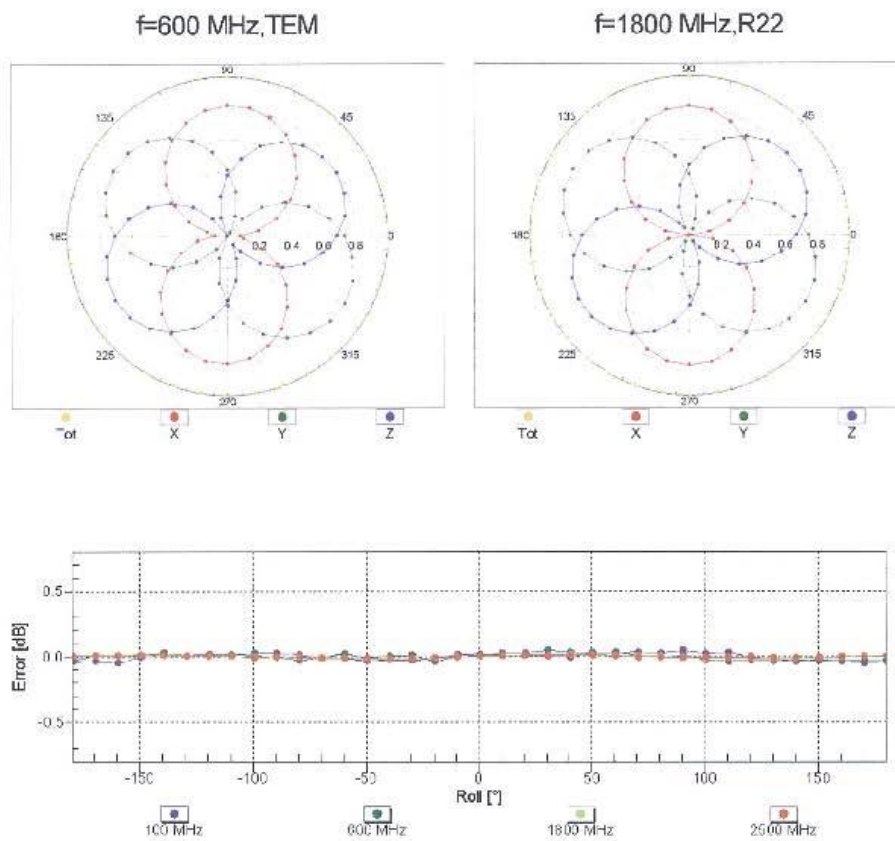 f=600 MHz,TEM
f=1800 MHz,R22
90
135
45
180
0.2 0.4 0.6 0.8
0
225
315
270
Tot X Y Z
90
135
45
180
0.2 0.4 0.6 0.8
0
225
315
270
Tot X Y Z
Error [dB]
0.5
0.0
-0.5
-150 -100 -50 0 50 100 150
Roll [°]
100 MHz 600 MHz 1800 MHz 2500 MHz